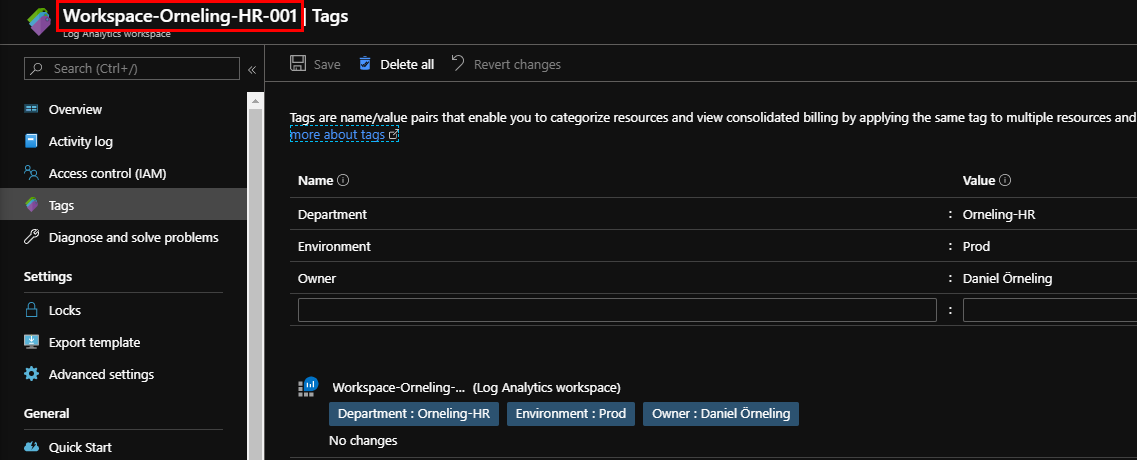 Workspace-Orneling-HR-001 | Tags
Log Analytics workspace
Search (Ctrl+/)
«
Save
Delete all
Revert changes
Overview
Activity log
Access control (IAM)
Tags
Diagnose and solve problems
Settings
Locks
Export template
Advanced settings
General
Quick Start
Tags are name/value pairs that enable you to categorize resources and view consolidated billing by applying the same tag to multiple resources and
more about tags
Name Value
Department : Orneling-HR
Environment : Prod
Owner : Daniel Örneling
:
Workspace-Orneling-... (Log Analytics workspace)
Department : Orneling-HR Environment : Prod Owner : Daniel Örneling
No changes